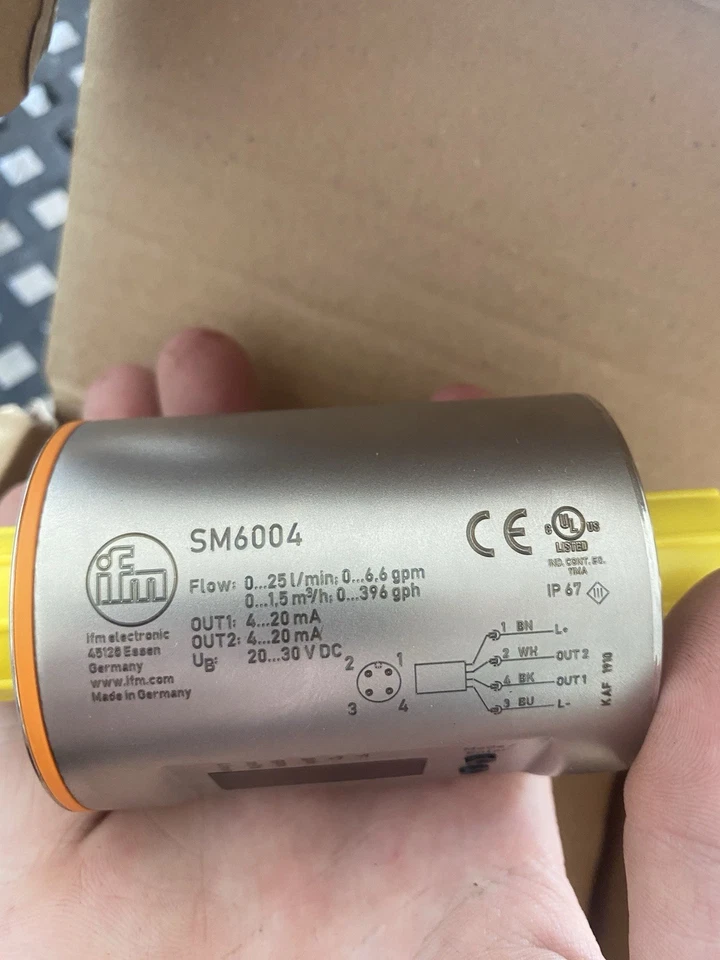 ifm
ifm electronic
45128 Essen
Germany
www.ifm.com
Made in Germany
SM6004
Flow: 0...25 l/min; 0...6.6 gpm
0...1,5 m³/h; 0...396 gph
OUT1: 4...20 mA
OUT2: 4...20 mA
UB: 20...30 V DC
2 1
3 4
CE
C UL US
LISTED
IND. CONT. EQ.
IP 67 III
1 BN L+
2 WH OUT2
4 BK OUT1
3 BU L-
KAF 1910